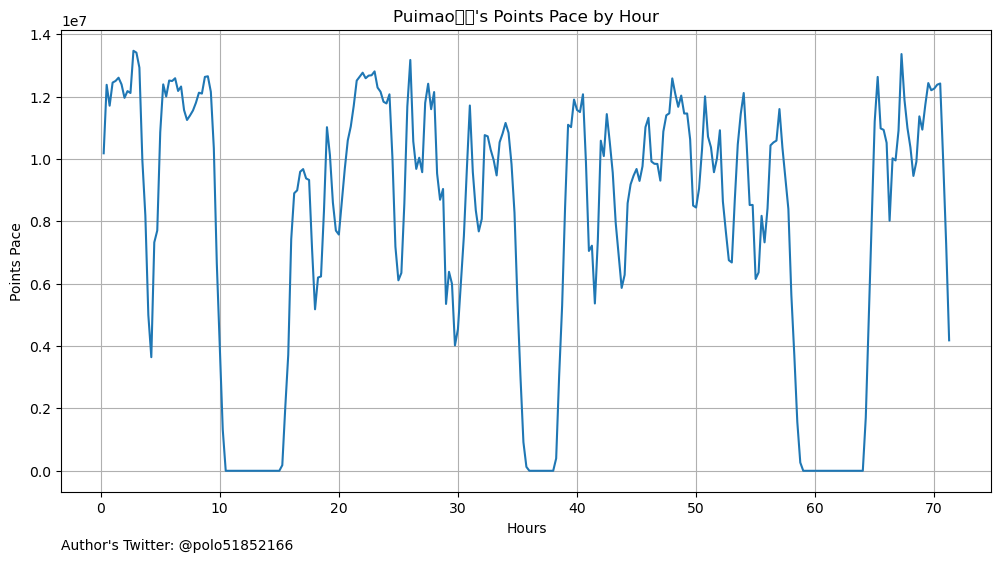 Puimao's Points Pace by Hour
1e7
1.4
1.2
1.0
0.8
0.6
0.4
0.2
0.0
Points Pace
0 10 20 30 40 50 60 70
Hours
Author's Twitter: @polo51852166